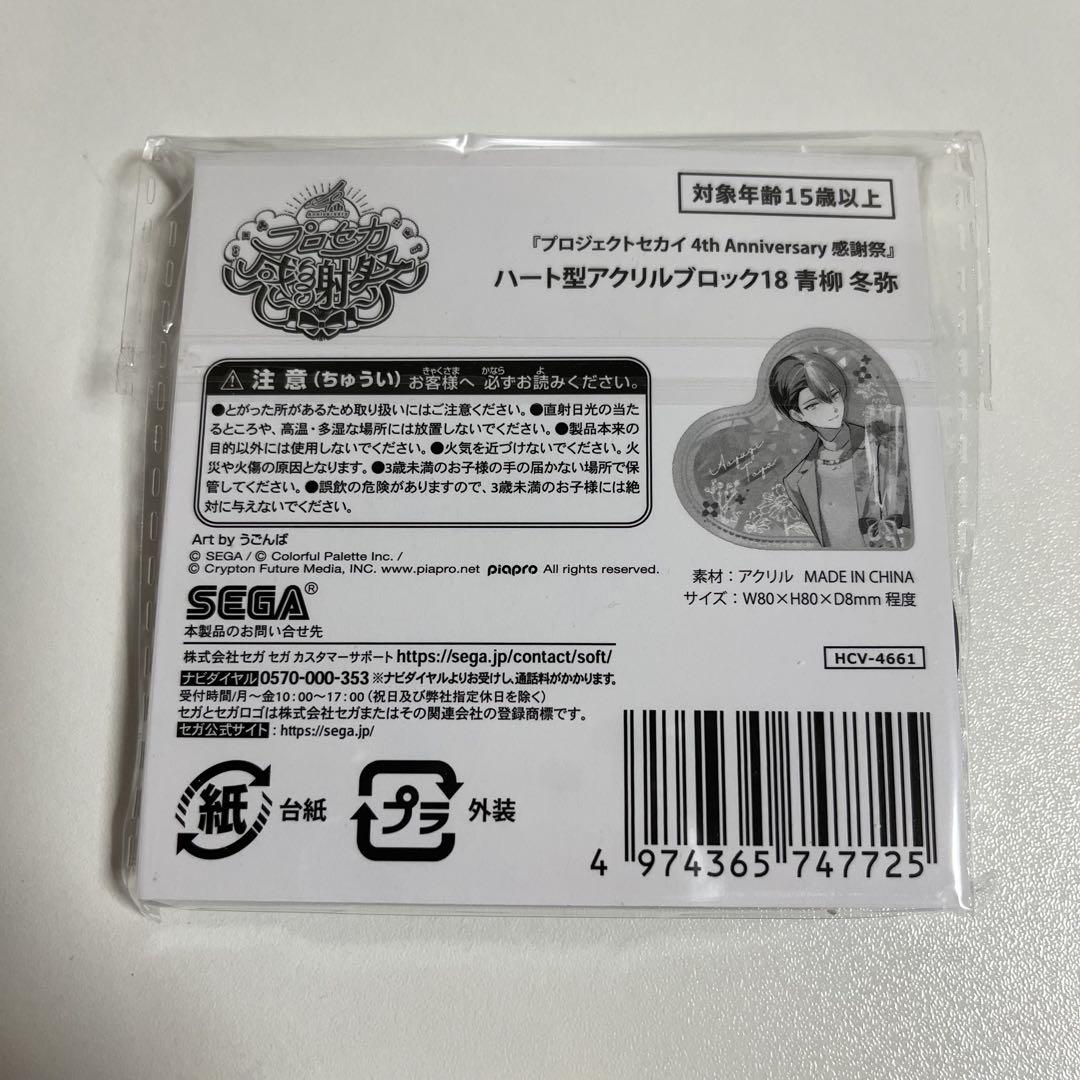 4th
Anniversary
プロセカ
感謝祭
対象年齢15歳以上
『プロジェクトセカイ 4th Anniversary 感謝祭』
ハート型アクリルブロック18 青柳 冬弥
⚠ 注意(ちゅうい) お客様へ 必ずお読みください。
きゃくさま かなら よ
●とがった所があるため取り扱いにはご注意ください。●直射日光の当た
るところや、高温・多湿な場所には放置しないでください。●製品本来の
目的以外には使用しないでください。●火気を近づけないでください。火
災や火傷の原因となります。●3歳未満のお子様の手の届かない場所で保
管してください。●誤飲の危険がありますので、3歳未満のお子様には絶
対に与えないでください。
Aoyagi
Toya
Art by うごんば
© SEGA / © Colorful Palette Inc. /
© Crypton Future Media, INC. www.piapro.net piapro All rights reserved.
素材:アクリル MADE IN CHINA
サイズ:W80×H80×D8mm 程度
SEGA®
本製品のお問い合せ先
株式会社セガ セガ カスタマーサポート https://sega.jp/contact/soft/
ナビダイヤル 0570-000-353 ※ナビダイヤルよりお受けし、通話料がかかります。
受付時間/月～金10:00～17:00(祝日及び弊社指定休日を除く)
セガとセガロゴは株式会社セガまたはその関連会社の登録商標です。
セガ公式サイト:https://sega.jp/
HCV-4661
紙 台紙
プラ 外装
4 974365 747725